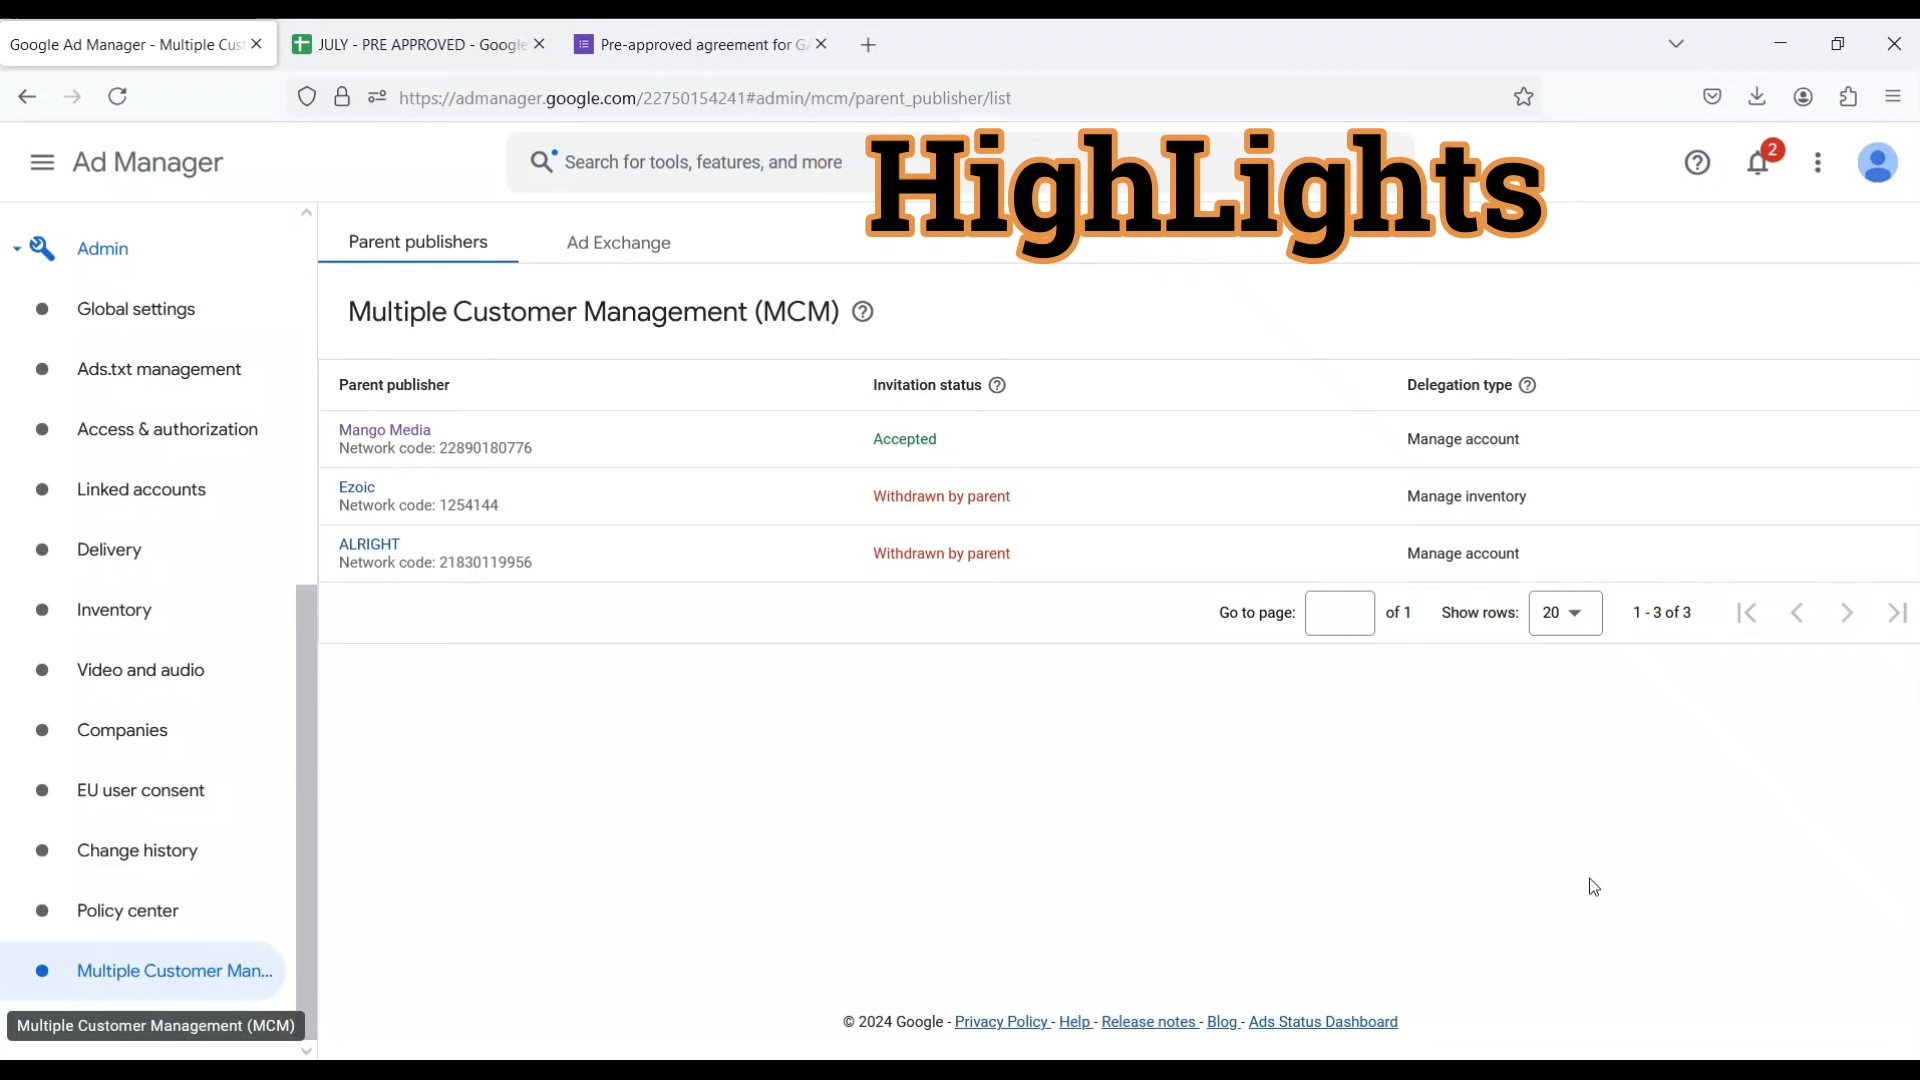 Google Ad Manager - Multiple Cust
JULY - PRE APPROVED - Google
Pre-approved agreement for GA
https://admanager.google.com/22750154241#admin/mcm/parent_publisher/list
Ad Manager
Search for tools, features, and more
HighLights
2
Admin
Global settings
Ads.txt management
Access & authorization
Linked accounts
Delivery
Inventory
Video and audio
Companies
EU user consent
Change history
Policy center
Multiple Customer Man...
Multiple Customer Management (MCM)
Parent publishers
Ad Exchange
Multiple Customer Management (MCM)
Parent publisher
Invitation status
Delegation type
Mango Media
Network code: 22890180776
Accepted
Manage account
Ezoic
Network code: 1254144
Withdrawn by parent
Manage inventory
ALRIGHT
Network code: 21830119956
Withdrawn by parent
Manage account
Go to page:
of 1
Show rows:
20
1 - 3 of 3
© 2024 Google - Privacy Policy - Help - Release notes - Blog - Ads Status Dashboard